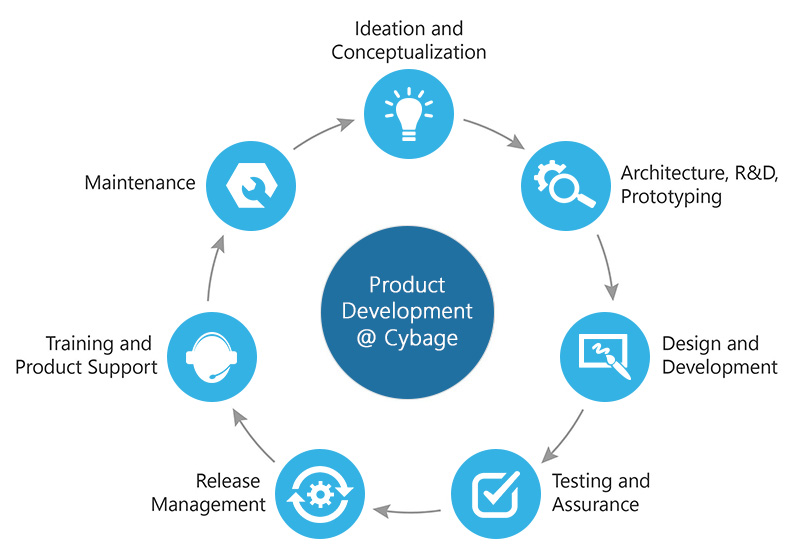 Ideation and
Conceptualization
Architecture, R&D,
Prototyping
Design and
Development
Testing and
Assurance
Release
Management
Training and
Product Support
Maintenance
Product
Development
@ Cybage